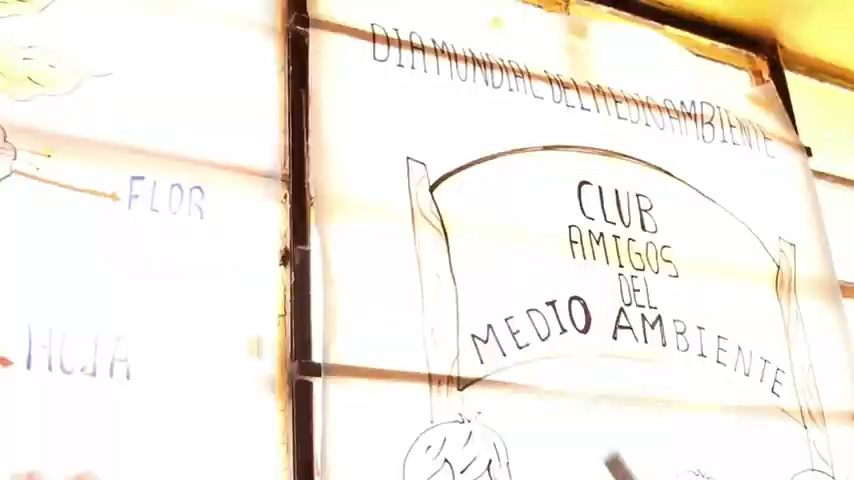 DIA MUNDIAL DEL MEDIO AMBIENTE
CLUB
AMIGOS
DEL
MEDIO AMBIENTE
FLOR
HOJA